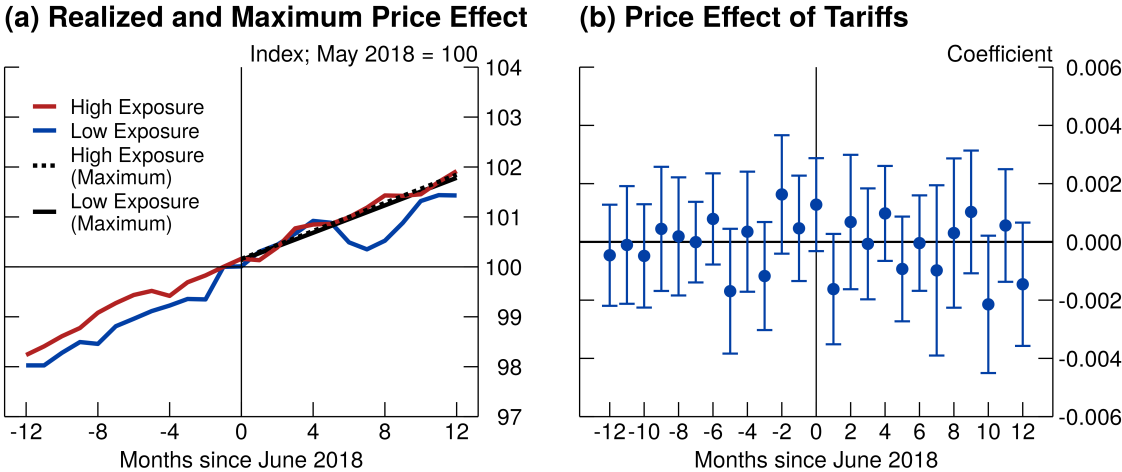 (a) Realized and Maximum Price Effect
Index; May 2018 = 100
104
103
102
101
100
99
98
97
High Exposure
Low Exposure
High Exposure
(Maximum)
Low Exposure
(Maximum)
-12 -8 -4 0 4 8 12
Months since June 2018
(b) Price Effect of Tariffs
Coefficient
0.006
0.004
0.002
0.000
-0.002
-0.004
-0.006
-12 -10 -8 -6 -4 -2 0 2 4 6 8 10 12
Months since June 2018